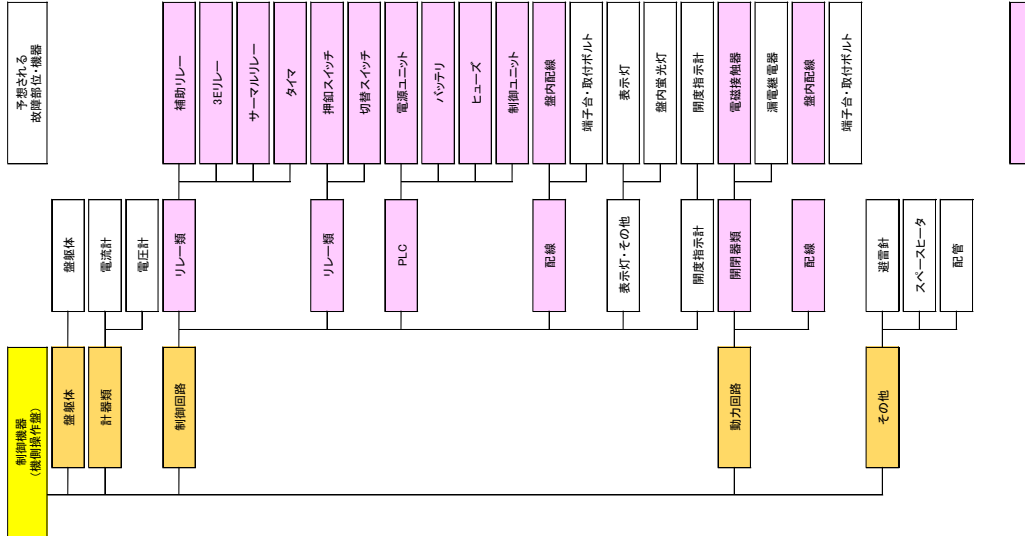 予想される
故障部位・機器
補助リレー
3Eリレー
サーマルリレー
タイマ
押釦スイッチ
切替スイッチ
電源ユニット
バッテリ
ヒューズ
制御ユニット
盤内配線
端子台・取付ボルト
表示灯
盤内蛍光灯
開度指示計
電磁接触器
漏電継電器
盤内配線
端子台・取付ボルト
盤躯体
電流計
電圧計
リレー類
リレー類
PLC
配線
表示灯・その他
開度指示計
開閉器類
配線
避雷針
スペースヒータ
配管
制御機器
(機側操作盤)
盤躯体
計器類
制御回路
動力回路
その他